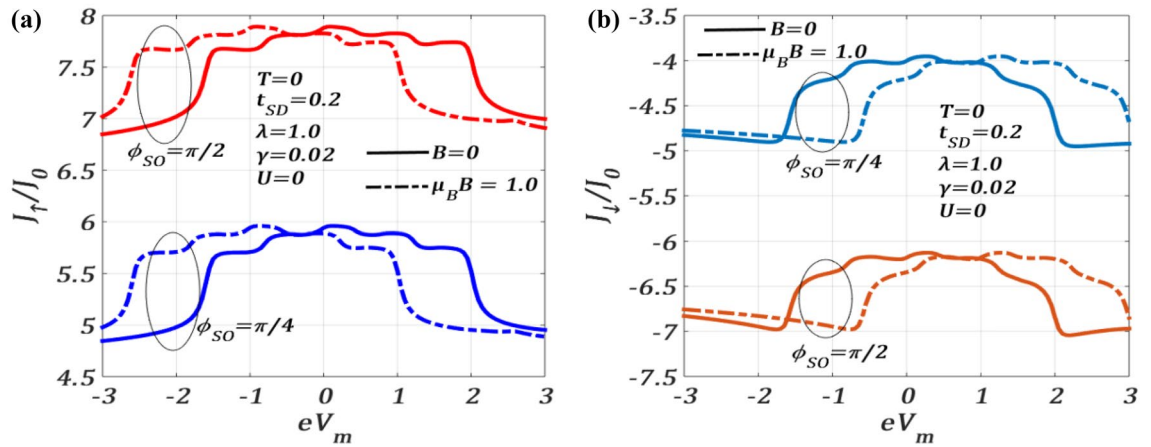 (a)
8
7.5
7
6.5
6
5.5
5
4.5
J↑/J0
T=0
tSD=0.2
λ=1.0
γ=0.02
U=0
ϕSO=π/2
B=0
μBB = 1.0
ϕSO=π/4
-3 -2 -1 0 1 2 3
eVm
(b)
-3.5
-4
-4.5
-5
-5.5
-6
-6.5
-7
-7.5
J↓/J0
B=0
μBB = 1.0
T=0
tSD=0.2
λ=1.0
γ=0.02
U=0
ϕSO=π/4
ϕSO=π/2
-3 -2 -1 0 1 2 3
eVm